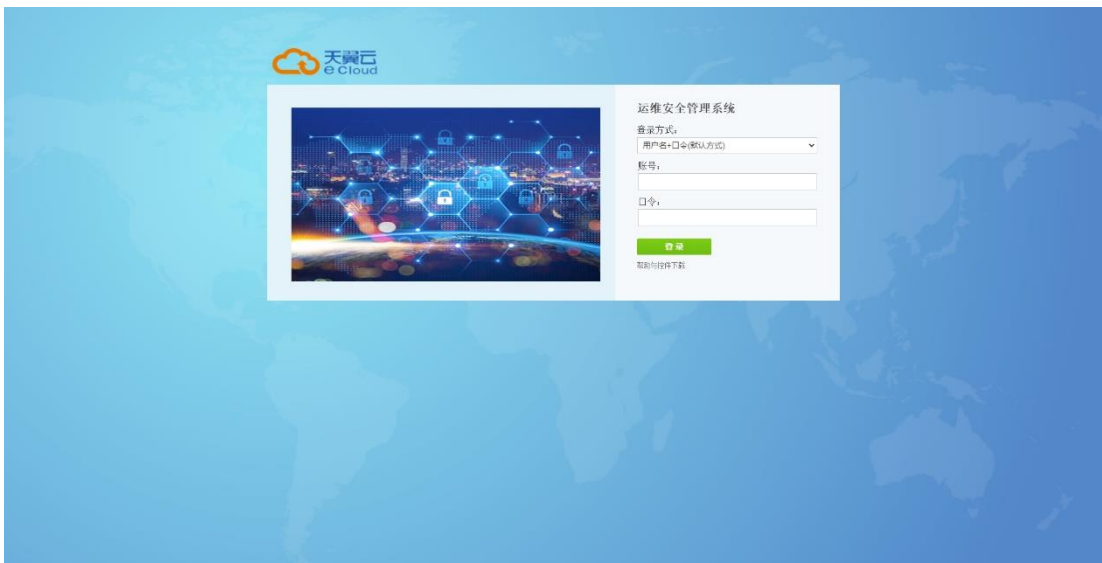 天翼云
e Cloud
运维安全管理系统
登录方式:
用户名+口令(默认方式)
账号:
口令:
登录
帮助与控件下载